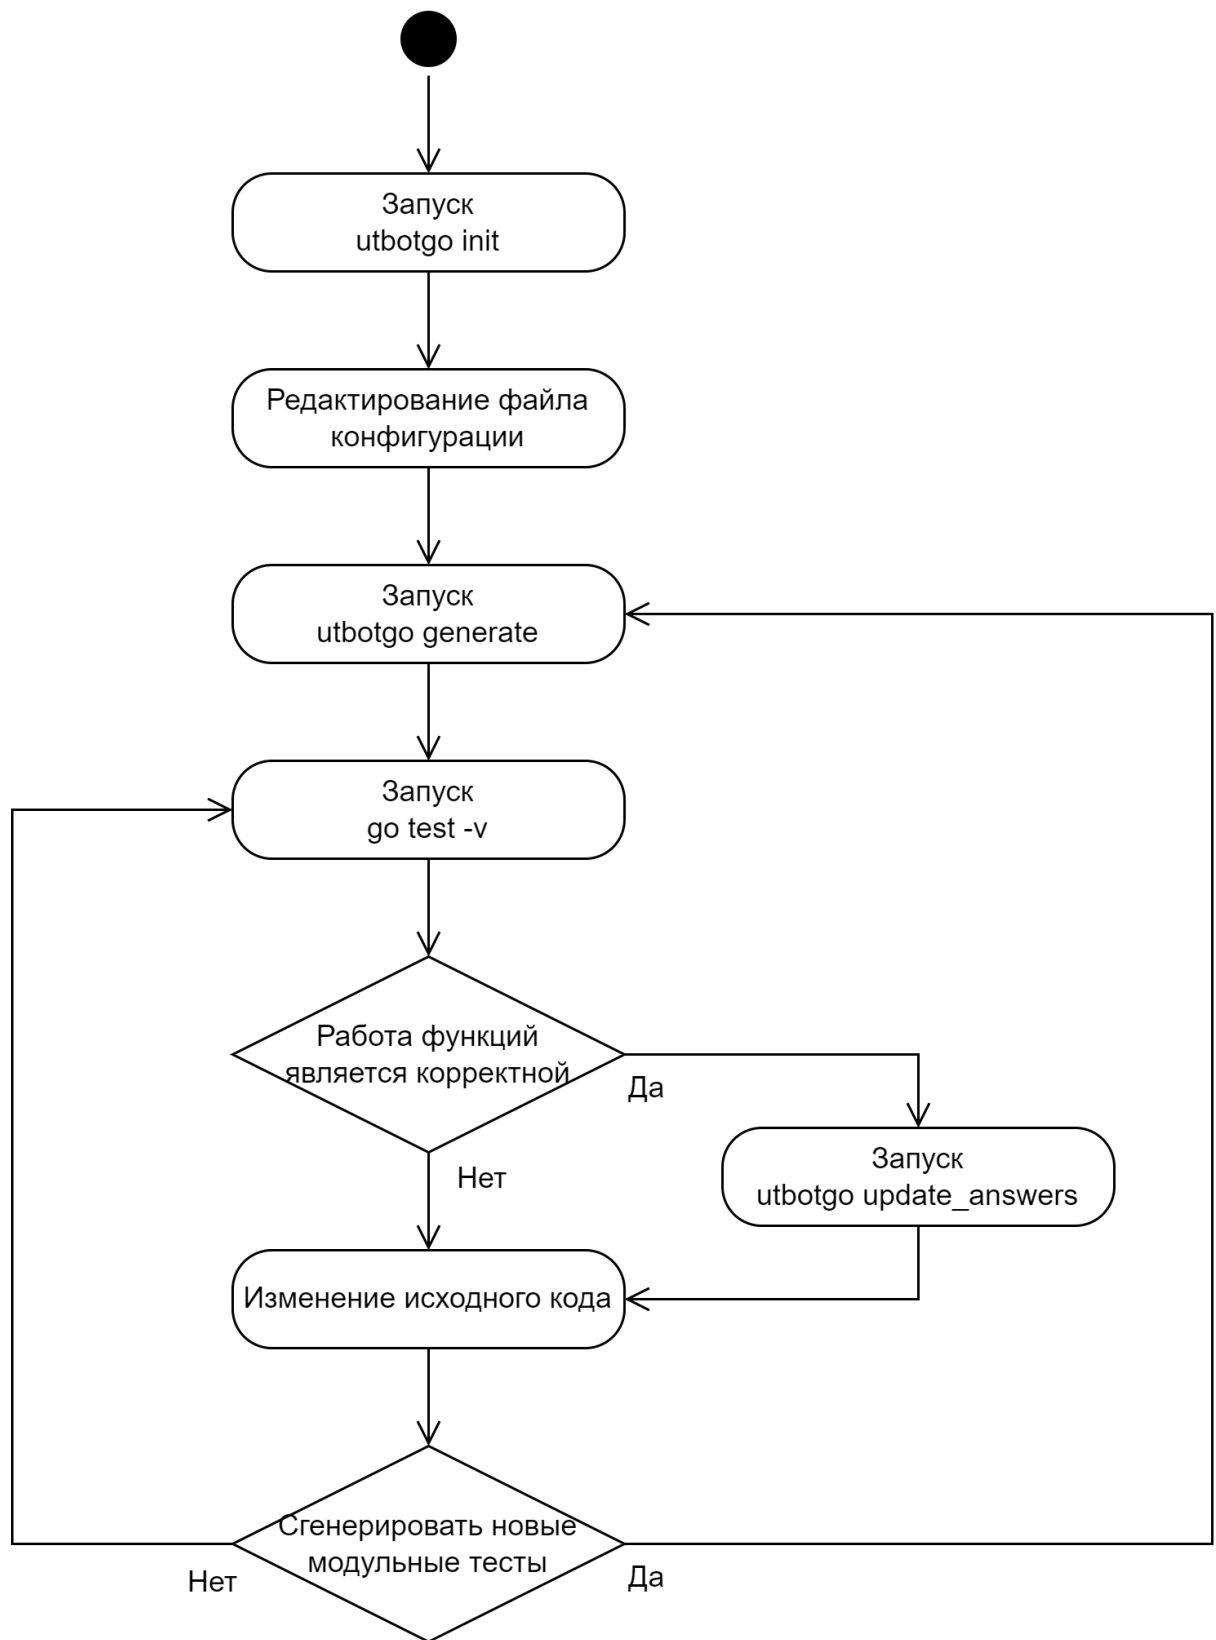 Запуск
utbotgo init
Редактирование файла
конфигурации
Запуск
utbotgo generate
Запуск
go test -v
Работа функций
является корректной
Да
Нет
Запуск
utbotgo update_answers
Изменение исходного кода
Сгенерировать новые
модульные тесты
Нет
Да